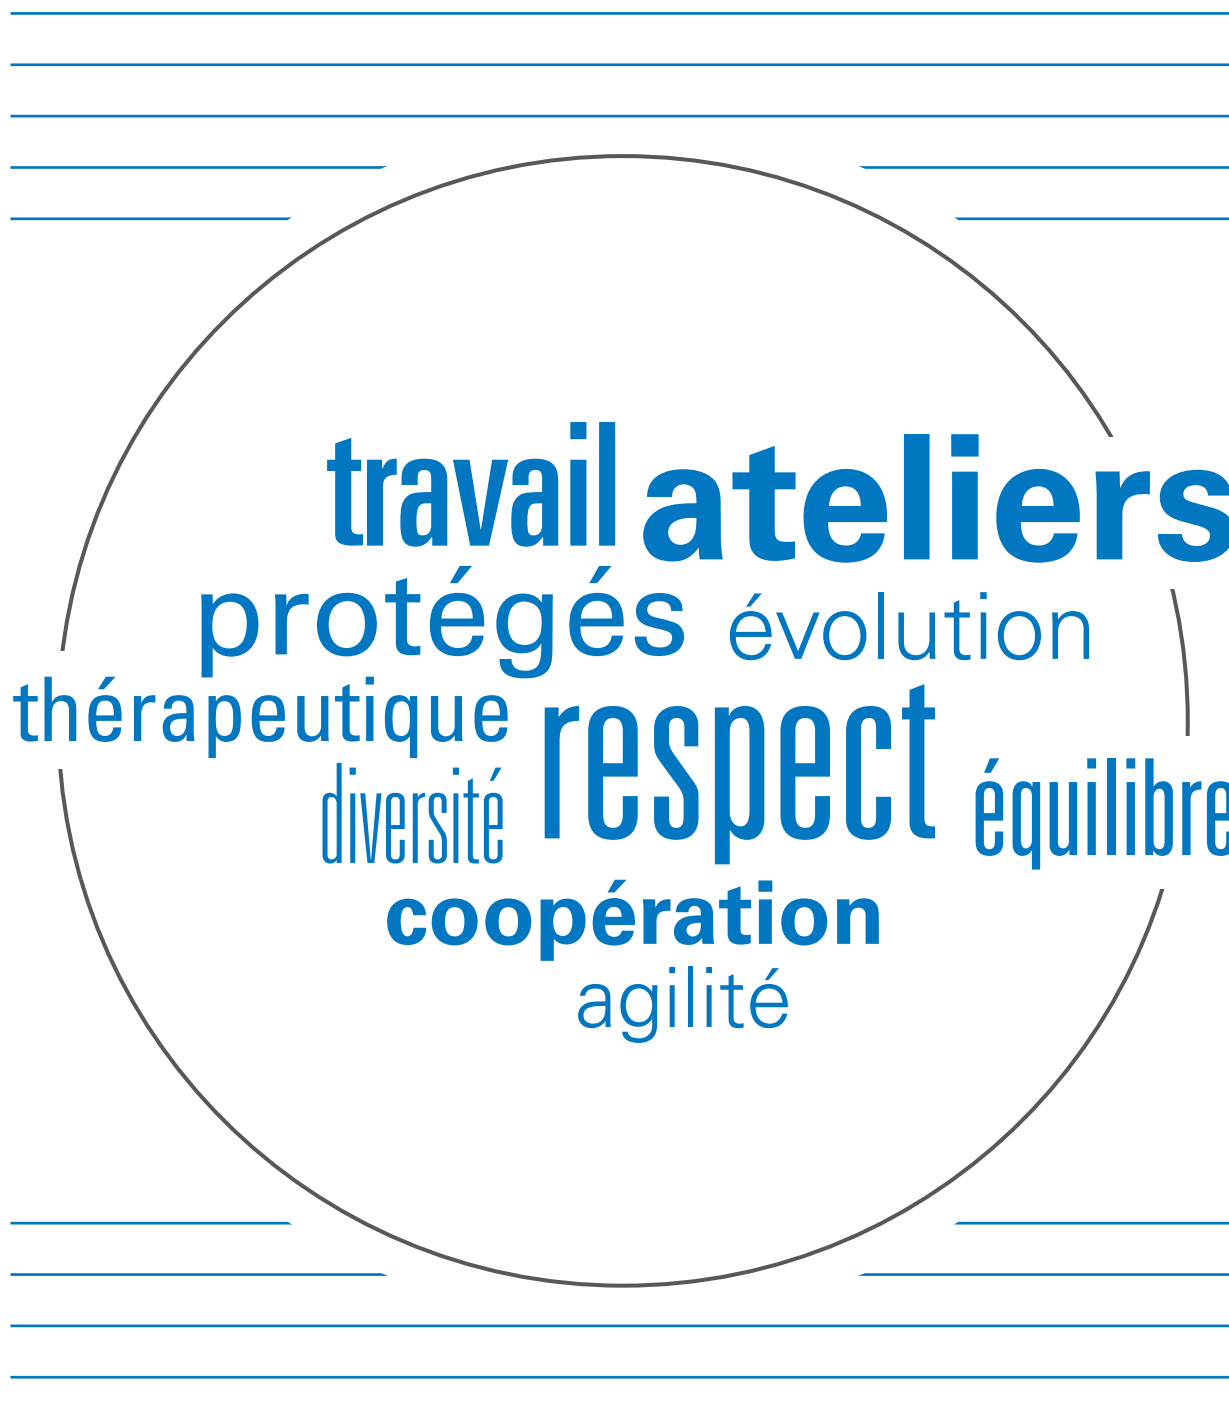 travail ateliers
protégés évolution
thérapeutique respect équilibre
diversité
coopération
agilité